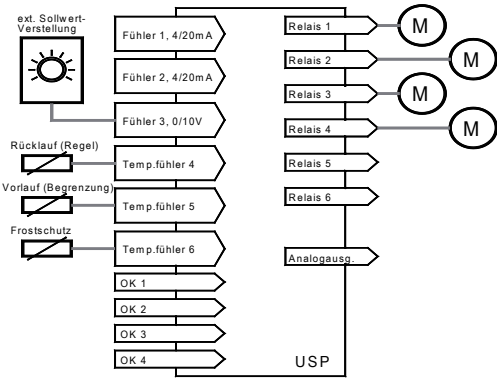 ext. Sollwert-
Verstellung
Fühler 1, 4/20mA
Fühler 2, 4/20mA
Fühler 3, 0/10V
Rücklauf (Regel)
Temp.fühler 4
Vorlauf (Begrenzung)
Temp.fühler 5
Frostschutz
Temp.fühler 6
OK 1
OK 2
OK 3
OK 4
Relais 1
M
Relais 2
M
Relais 3
M
Relais 4
M
Relais 5
Relais 6
Analogausg.
USP